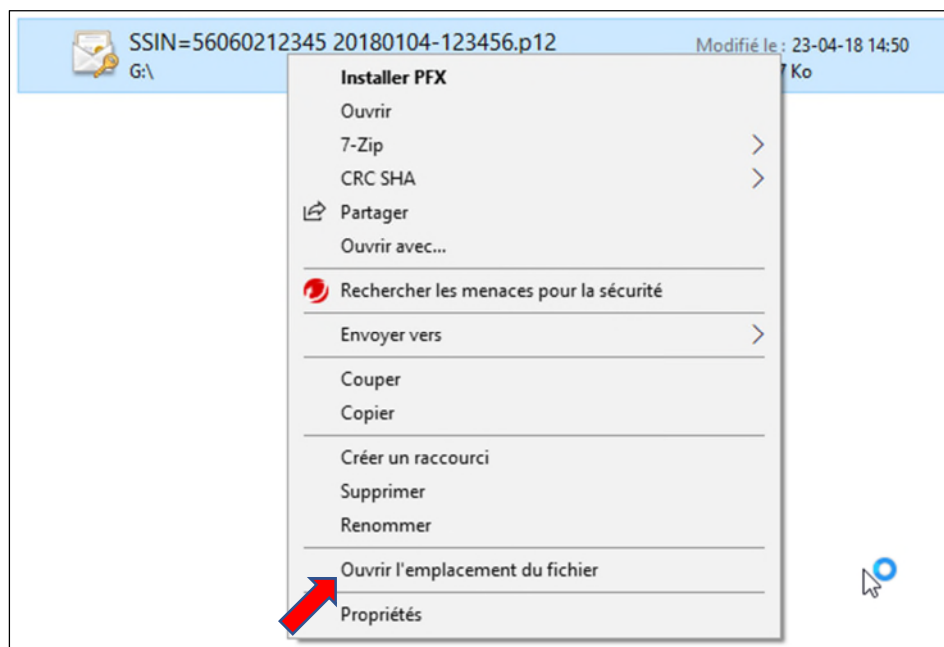 SSIN=56060212345 20180104-123456.p12
Modifié le : 23-04-18 14:50
G:\
Ko
Installer PFX
Ouvrir
7-Zip
CRC SHA
Partager
Ouvrir avec...
Rechercher les menaces pour la sécurité
Envoyer vers
Couper
Copier
Créer un raccourci
Supprimer
Renommer
Ouvrir l'emplacement du fichier
Propriétés